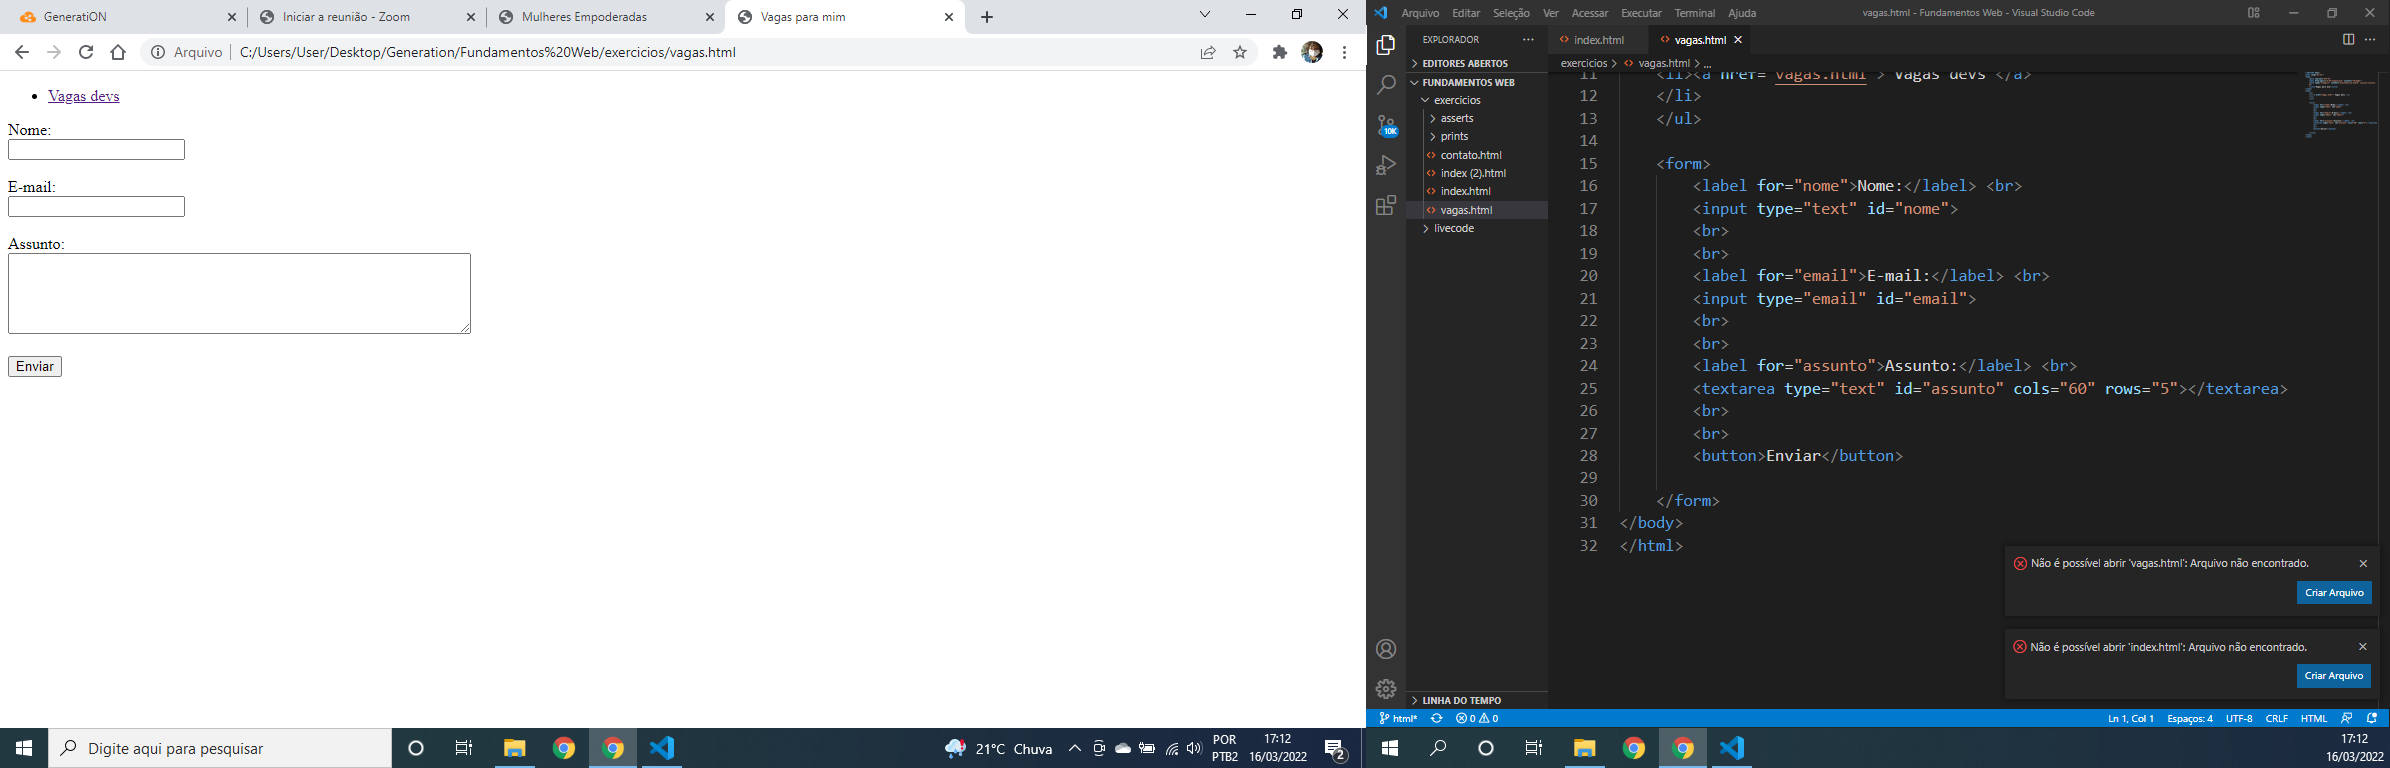 GeneratiON
Iniciar a reunião - Zoom
Mulheres Empoderadas
Vagas para mim
Arquivo
C:/Users/User/Desktop/Generation/Fundamentos%20Web/exercicios/vagas.html
Vagas devs
Nome:
E-mail:
Assunto:
Enviar
Digite aqui para pesquisar
21°C Chuva
POR
PTB2
17:12
16/03/2022
2
Arquivo Editar Seleção Ver Acessar Executar Terminal Ajuda
vagas.html - Fundamentos Web - Visual Studio Code
EXPLORADOR
EDITORES ABERTOS
FUNDAMENTOS WEB
exercicios
asserts
prints
contato.html
index (2).html
index.html
vagas.html
livecode
LINHA DO TEMPO
10K
index.html
vagas.html
exercicios > vagas.html > ...
11 <li><a href="vagas.html"> Vagas devs </a>
12 </li>
13 </ul>
14
15 <form>
16 <label for="nome">Nome:</label> <br>
17 <input type="text" id="nome">
18 <br>
19 <br>
20 <label for="email">E-mail:</label> <br>
21 <input type="email" id="email">
22 <br>
23 <br>
24 <label for="assunto">Assunto:</label> <br>
25 <textarea type="text" id="assunto" cols="60" rows="5"></textarea>
26 <br>
27 <br>
28 <button>Enviar</button>
29
30 </form>
31 </body>
32 </html>
Não é possível abrir 'vagas.html': Arquivo não encontrado.
Criar Arquivo
Não é possível abrir 'index.html': Arquivo não encontrado.
Criar Arquivo
html*
0 0
Ln 1, Col 1
Espaços: 4
UTF-8
CRLF
HTML
17:12
16/03/2022